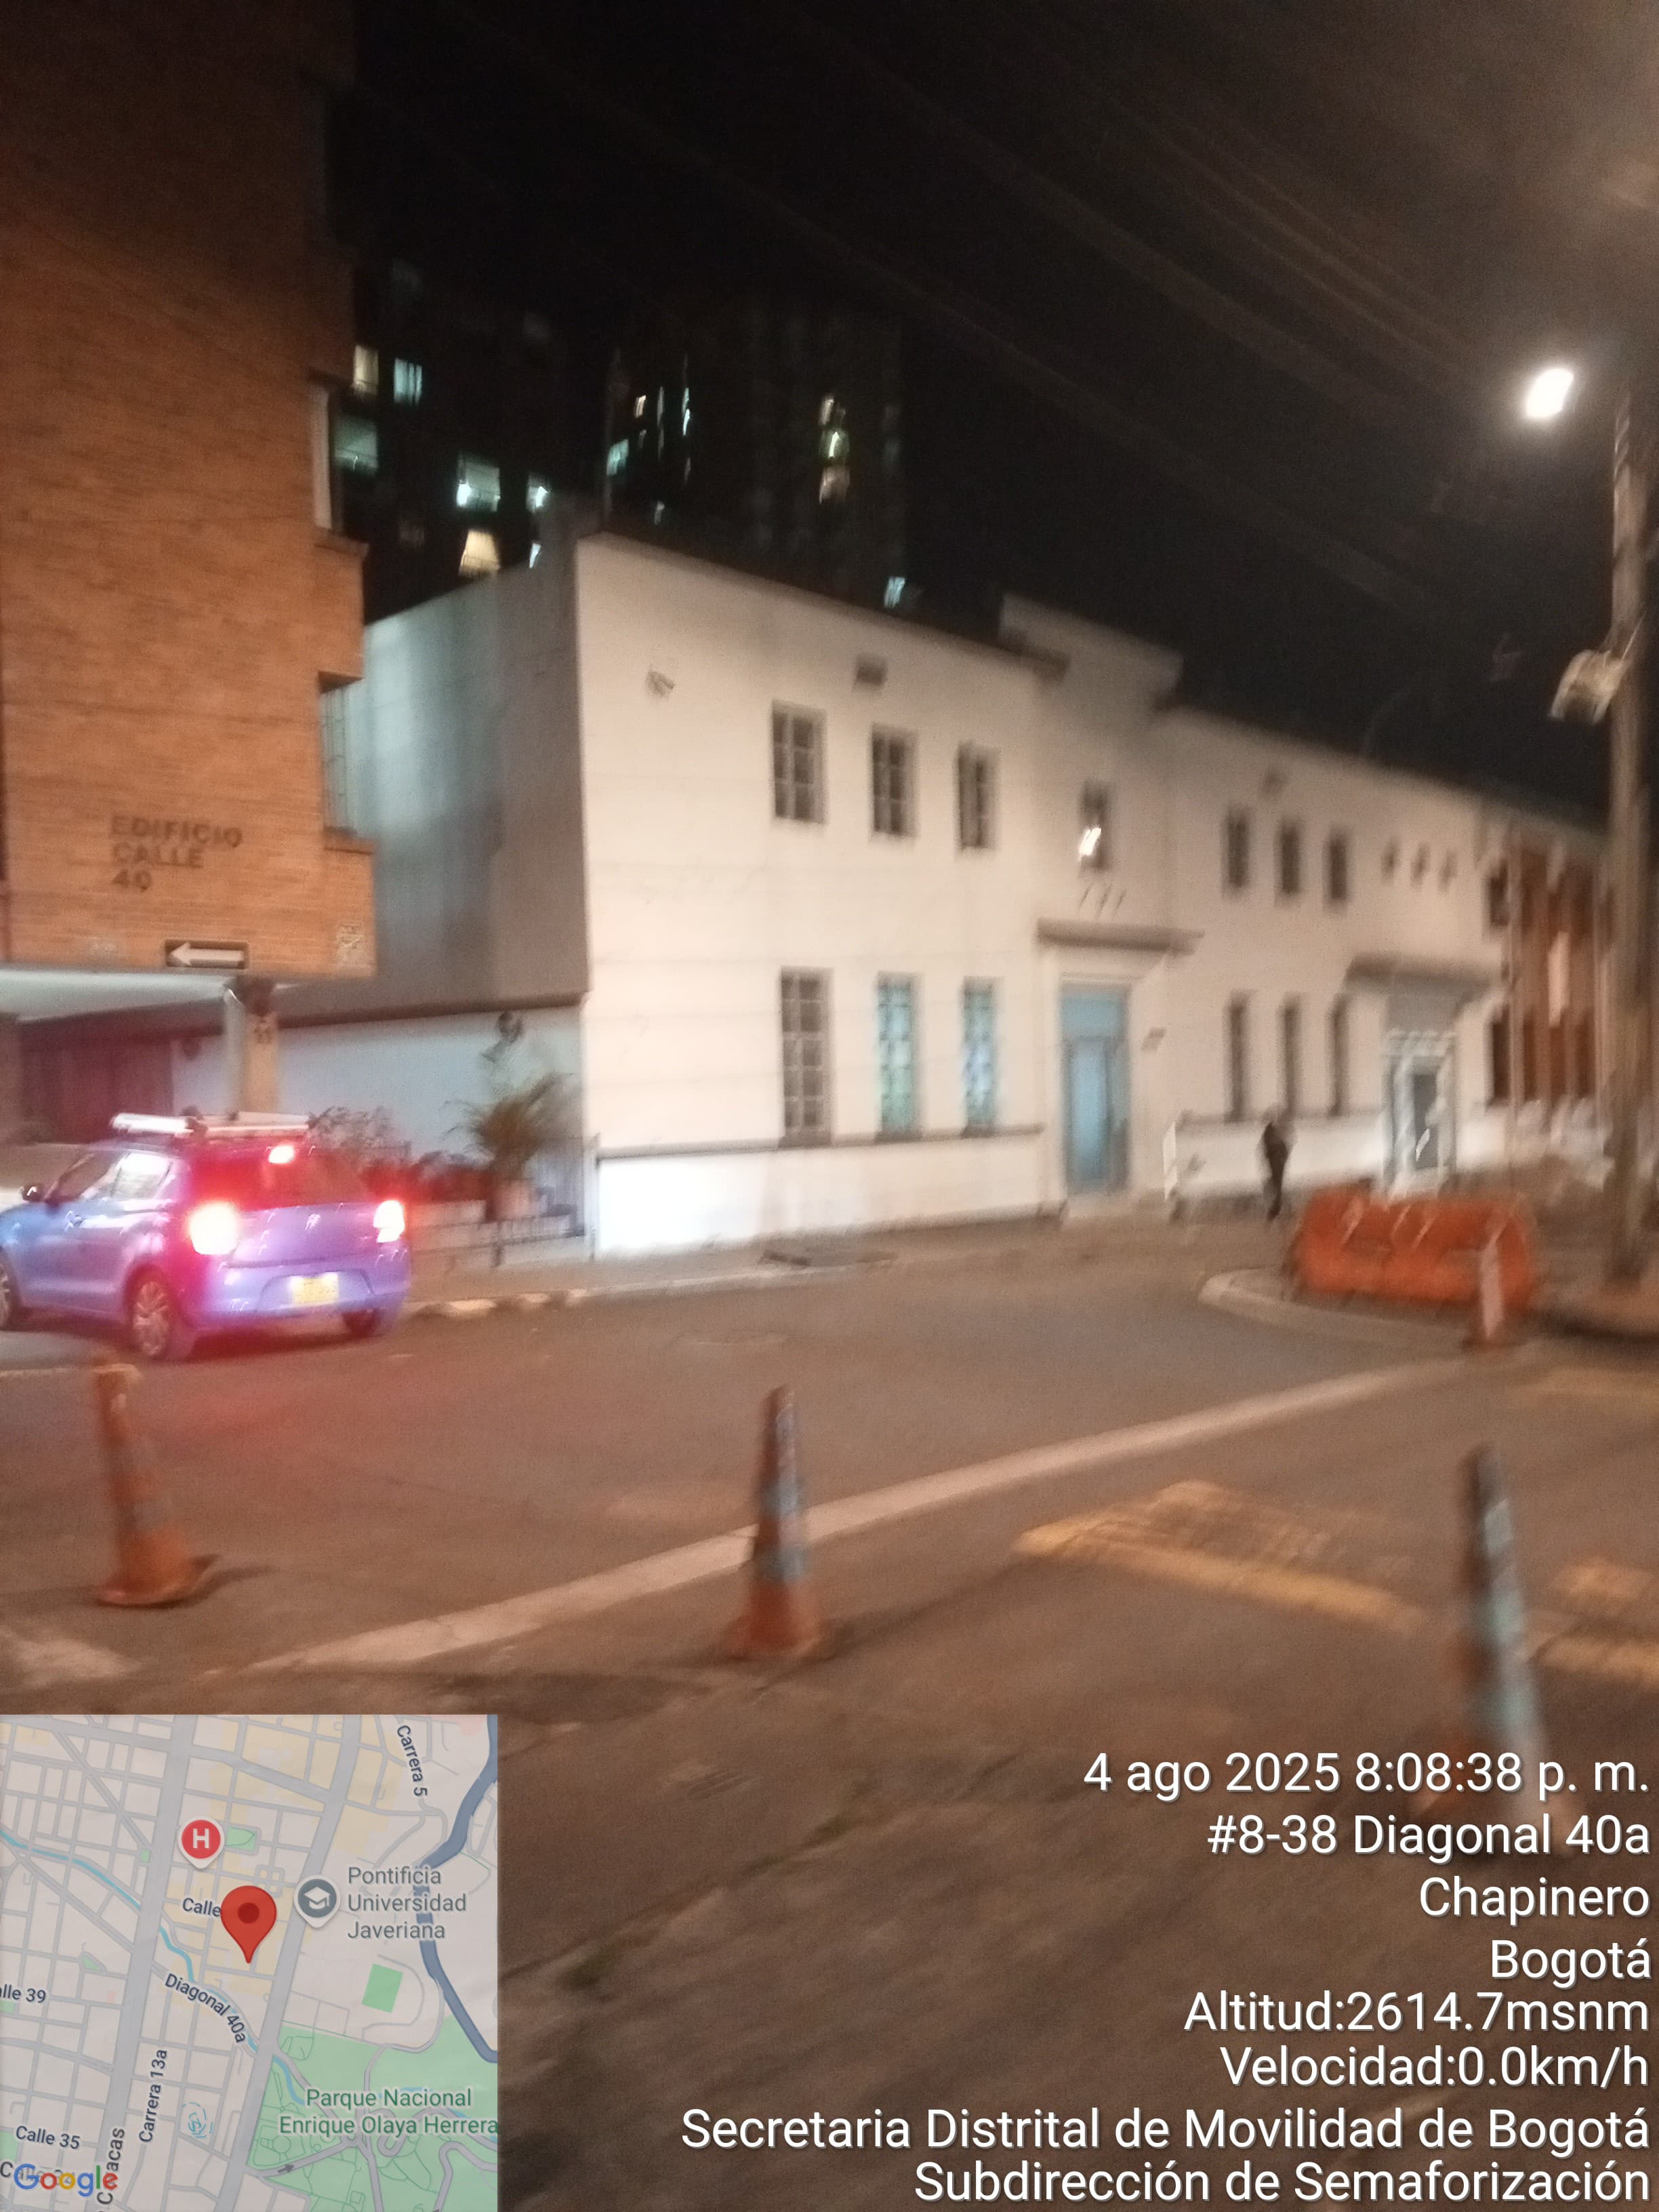 EDIFICIO
CALLE
40
Carrera 5
H
Pontificia
Universidad
Javeriana
Calle
Diagonal 40a
alle 39
Carrera 13a
Parque Nacional
Enrique Olaya Herrera
Calle 35
Google
4 ago 2025 8:08:38 p. m.
#8-38 Diagonal 40a
Chapinero
Bogotá
Altitud:2614.7msnm
Velocidad:0.0km/h
Secretaria Distrital de Movilidad de Bogotá
Subdirección de Semaforización